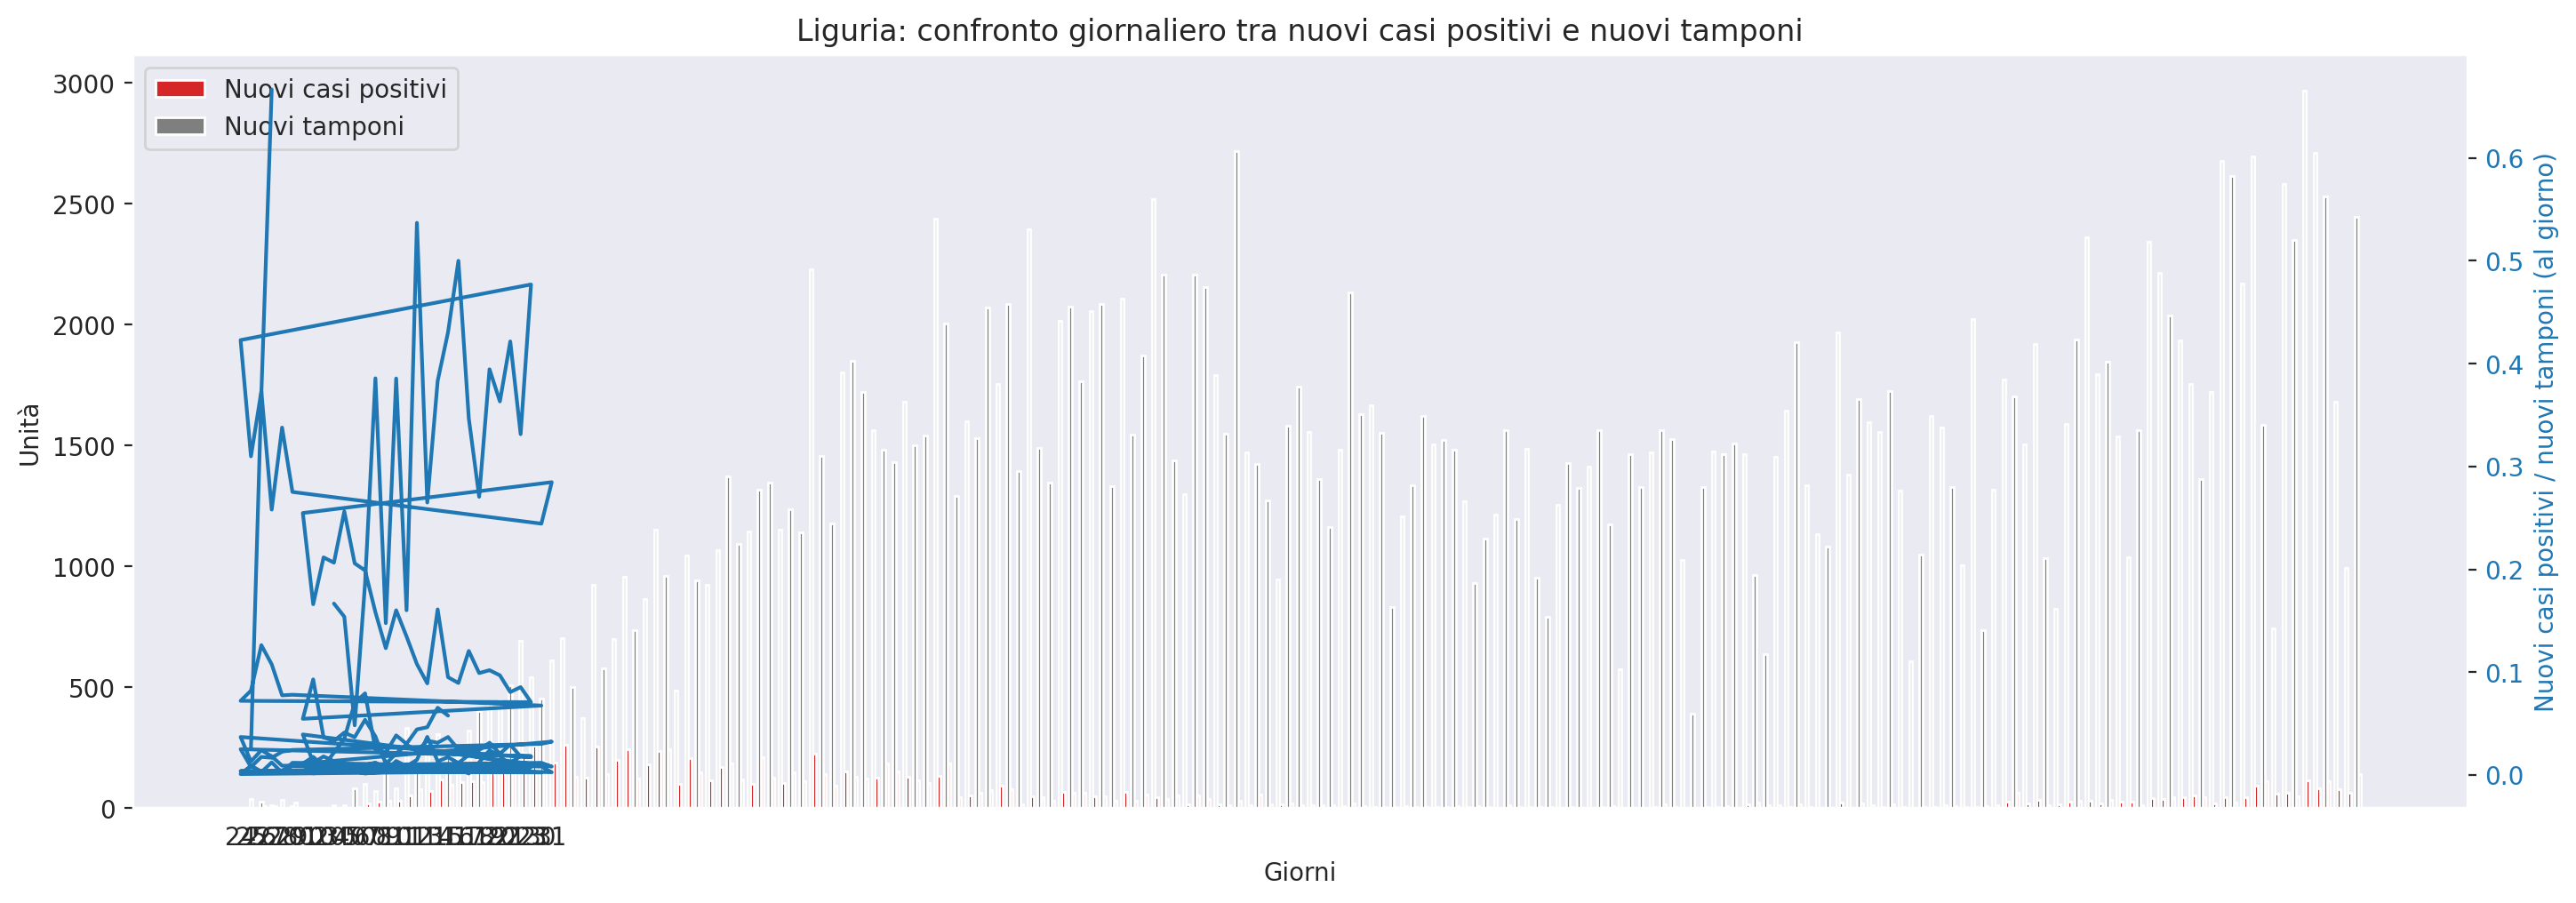 Liguria: confronto giornaliero tra nuovi casi positivi e nuovi tamponi
Nuovi casi positivi
Nuovi tamponi
3000
2500
2000
1500
1000
500
0
Unità
0.6
0.5
0.4
0.3
0.2
0.1
0.0
Nuovi casi positivi / nuovi tamponi (al giorno)
Giorni